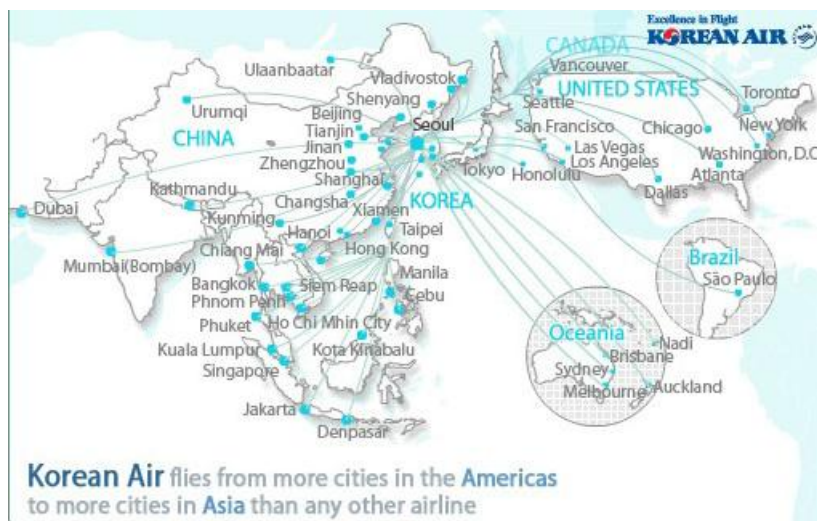 Excellence in Flight
KOREAN AIR
CANADA
Vancouver
UNITED STATES
Seattle
Toronto
San Francisco
Chicago
New York
Las Vegas
Washington, D.C
Los Angeles
Atlanta
Honolulu
Dallas
Ulaanbaatar
Vladivostok
Shenyang
Urumqi
Beijing
Seoul
CHINA
Tianjin
Jinan
Zhengzhou
Tokyo
Shanghai
KOREA
Kathmandu
Changsha
Dubai
Kunming
Xiamen
Hanoi
Taipei
Chiang Mai
Hong Kong
Mumbai(Bombay)
Manila
Bangkok
Siem Reap
Cebu
Phnom Penh
Phuket
Ho Chi Mhin City
Kuala Lumpur
Kota Kinabalu
Singapore
Jakarta
Denpasar
Brazil
São Paulo
Oceania
Nadi
Brisbane
Sydney
Melbourne
Auckland
Korean Air flies from more cities in the Americas
to more cities in Asia than any other airline